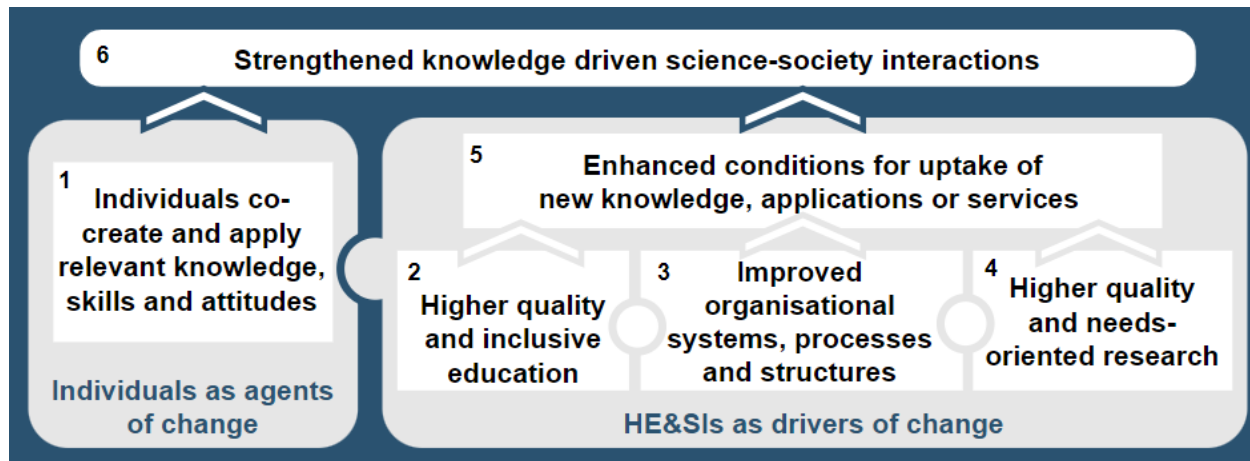 6
Strengthened knowledge driven science-society interactions
1
Individuals co-
create and apply
relevant knowledge,
skills and attitudes
Individuals as agents
of change
5
Enhanced conditions for uptake of
new knowledge, applications or services
2
Higher quality
and inclusive
education
3
Improved
organisational
systems, processes
and structures
4
Higher quality
and needs-
oriented research
HE&SIs as drivers of change